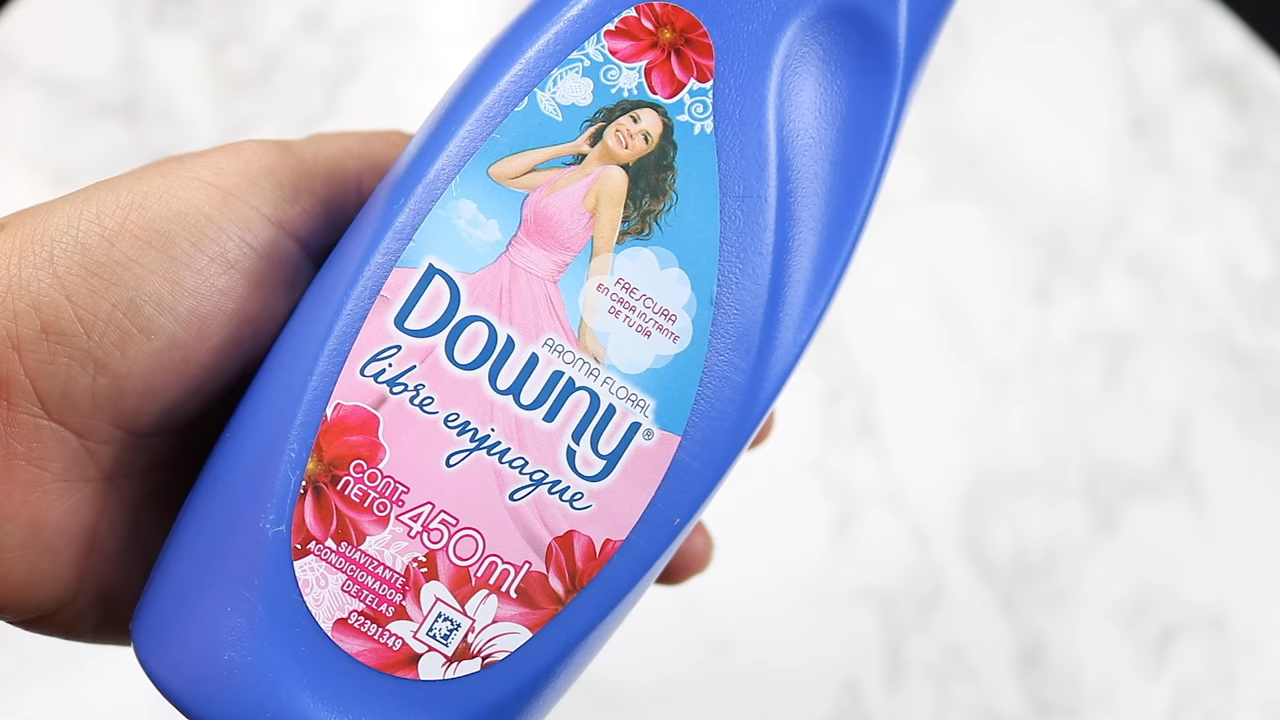 FRESCURA
EN CADA INSTANTE
DE TU DÍA
AROMA FLORAL
Downy®
libre enjuague
CONT.
NETO 450ml
SUAVIZANTE-
ACONDICIONADOR
DE TELAS
92391349